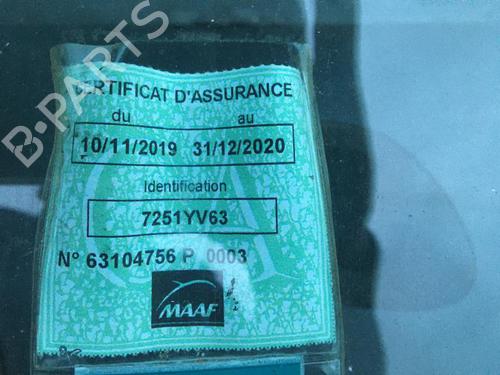 B-PARTS
CERTIFICAT D'ASSURANCE
du au
10/11/2019 31/12/2020
Identification
7251YV63
N° 63104756 P 0003
MAAF